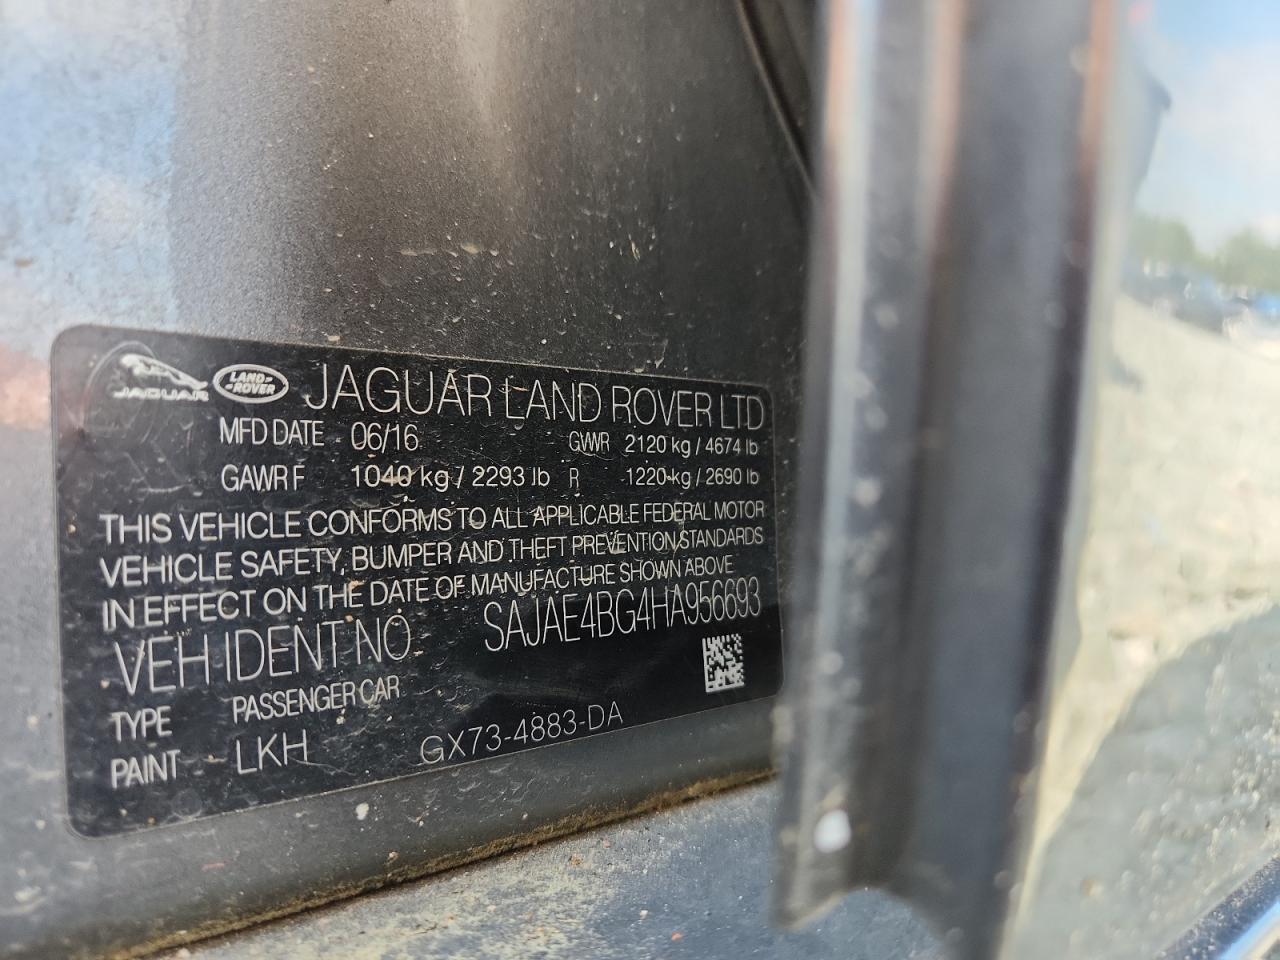 JAGUAR LAND-ROVER JAGUAR LAND ROVER LTD
MFD DATE 06/16 GVWR 2120 kg / 4674 lb
GAWR F 1040 kg / 2293 lb R 1220 kg / 2690 lb
THIS VEHICLE CONFORMS TO ALL APPLICABLE FEDERAL MOTOR
VEHICLE SAFETY, BUMPER AND THEFT PREVENTION STANDARDS
IN EFFECT ON THE DATE OF MANUFACTURE SHOWN ABOVE
VEH IDENT NO SAJAE4BG4HA956693
TYPE PASSENGER CAR
PAINT LKH GX73-4883-DA